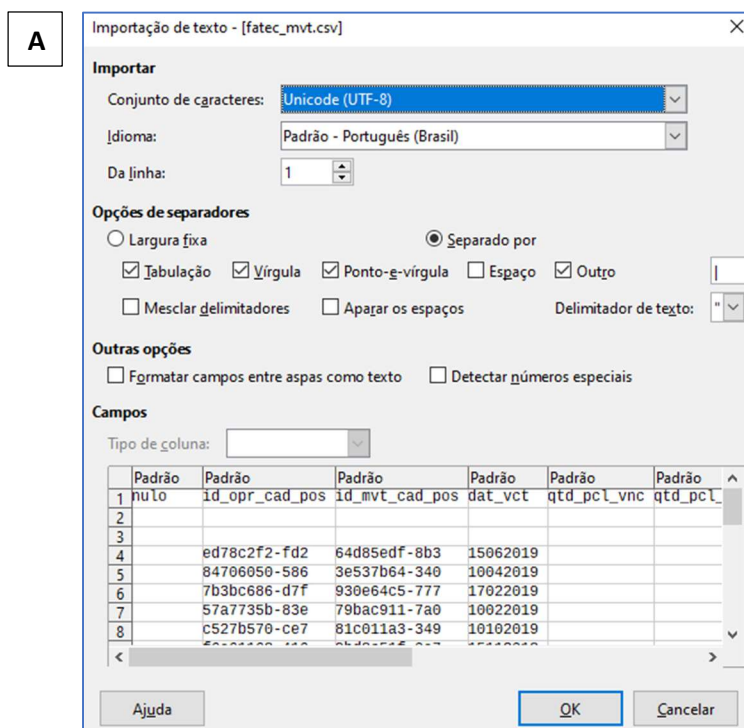 A
Importação de texto - [fatec_mvt.csv]
Importar
Conjunto de caracteres: Unicode (UTF-8)
Idioma: Padrão - Português (Brasil)
Da linha: 1
Opções de separadores
Largura fixa Separado por
Tabulação Vírgula Ponto-e-vírgula Espaço Outro |
Mesclar delimitadores Aparar os espaços Delimitador de texto: "
Outras opções
Formatar campos entre aspas como texto Detectar números especiais
Campos
Tipo de coluna:
Padrão Padrão Padrão Padrão Padrão Padrão
1 nulo id_opr_cad_pos id_mvt_cad_pos dat_vct qtd_pcl_vnc qtd_pcl_
2
3
4 ed78c2f2-fd2 64d85edf-8b3 15062019
5 84706050-586 3e537b64-340 10042019
6 7b3bc686-d7f 930e64c5-777 17022019
7 57a7735b-83e 79bac911-7a0 10022019
8 c527b570-ce7 81c011a3-349 10102019
Ajuda OK Cancelar